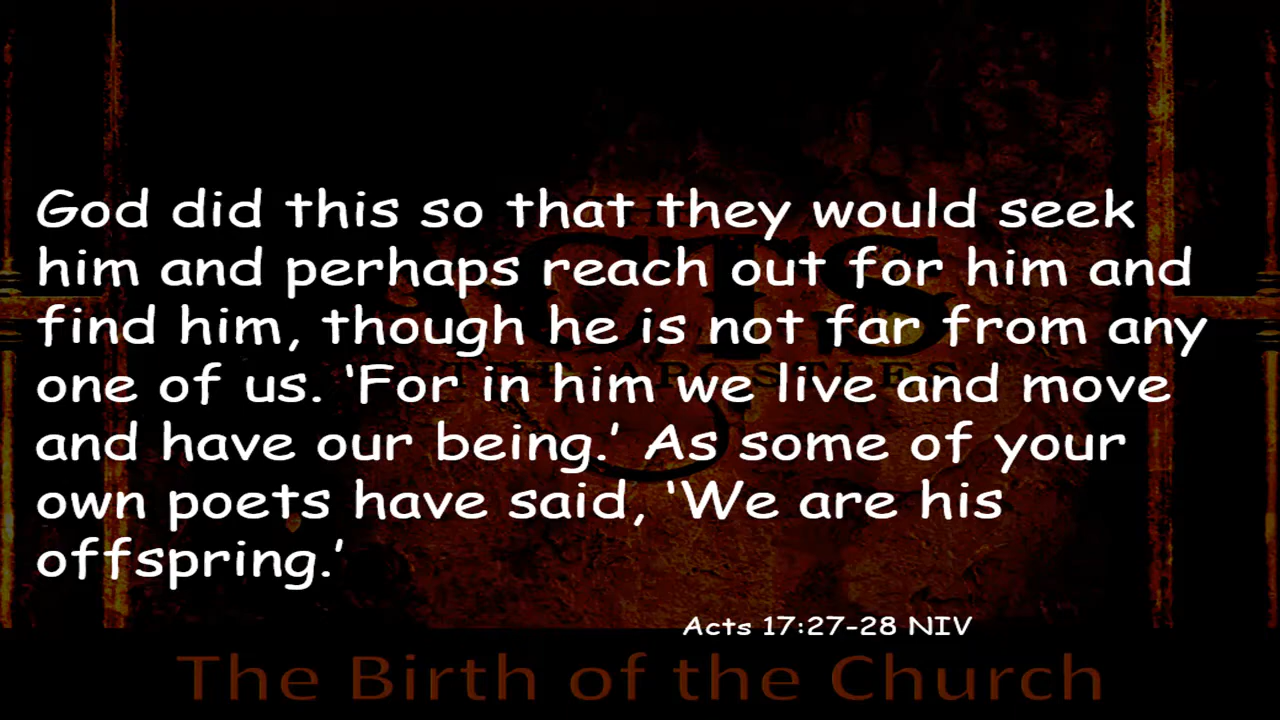 God did this so that they would seek
him and perhaps reach out for him and
find him, though he is not far from any
one of us. ‘For in him we live and move
and have our being.’ As some of your
own poets have said, ‘We are his
offspring.’
Acts 17:27-28 NIV
The Birth of the Church